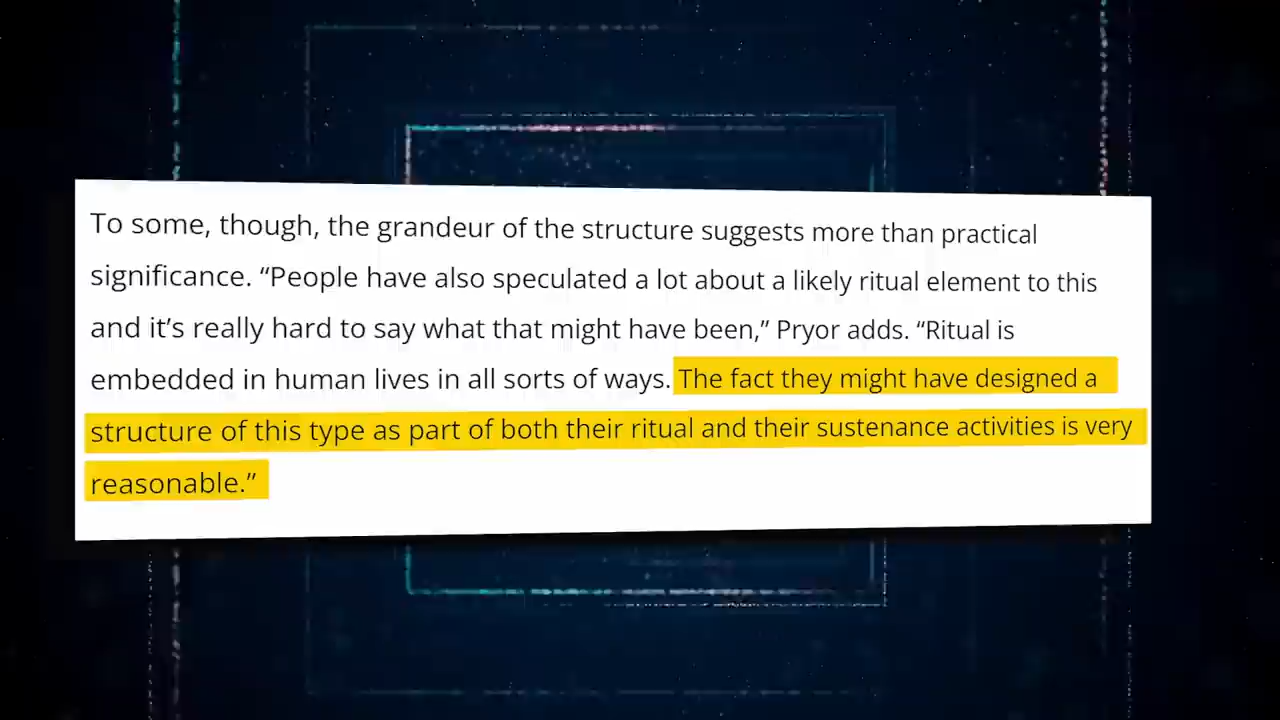 To some, though, the grandeur of the structure suggests more than practical
significance. “People have also speculated a lot about a likely ritual element to this
and it’s really hard to say what that might have been,” Pryor adds. “Ritual is
embedded in human lives in all sorts of ways. The fact they might have designed a
structure of this type as part of both their ritual and their sustenance activities is very
reasonable.”